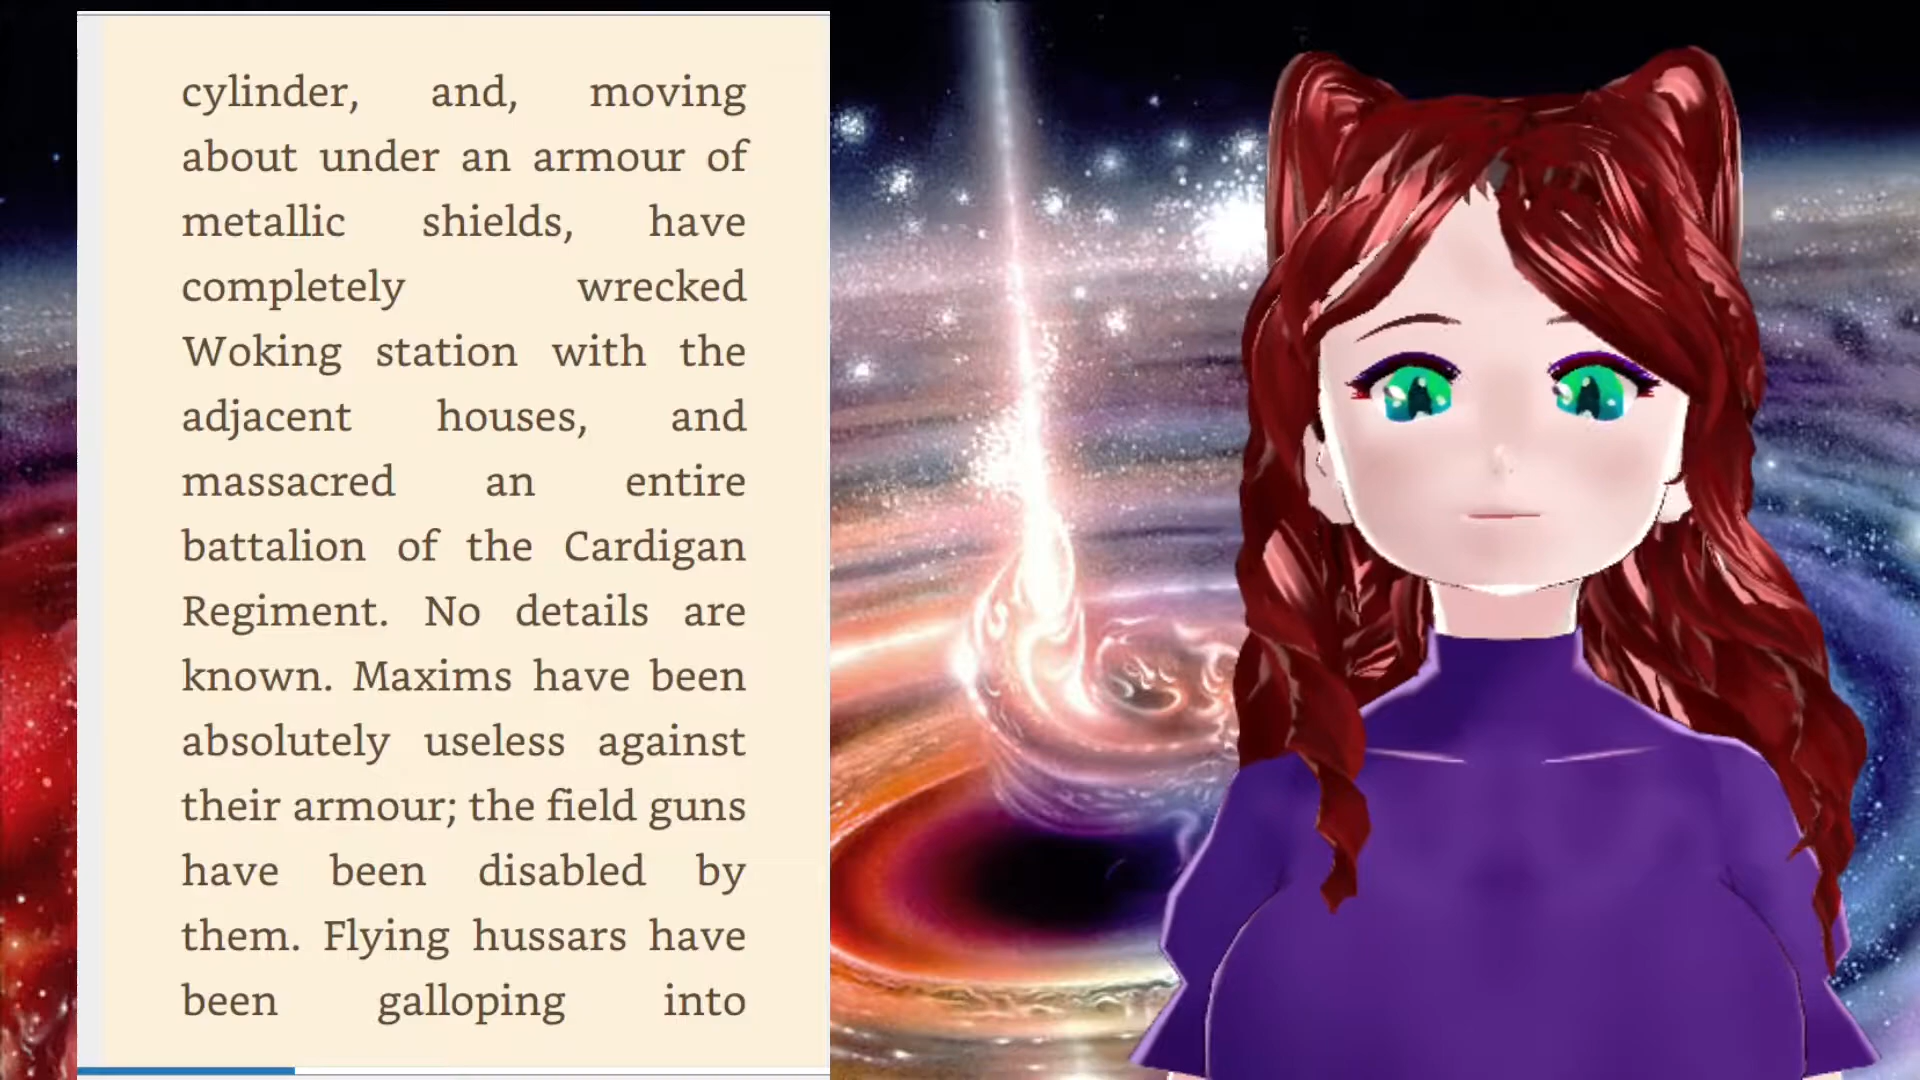 cylinder, and, moving
about under an armour of
metallic shields, have
completely wrecked
Woking station with the
adjacent houses, and
massacred an entire
battalion of the Cardigan
Regiment. No details are
known. Maxims have been
absolutely useless against
their armour; the field guns
have been disabled by
them. Flying hussars have
been galloping into